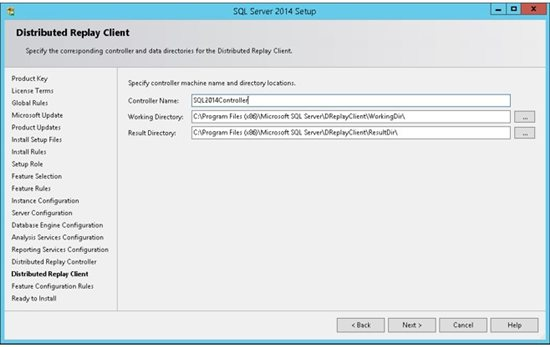 SQL Server 2014 Setup
Distributed Replay Client
Specify the corresponding controller and data directories for the Distributed Replay Client.
Product Key
License Terms
Global Rules
Microsoft Update
Product Updates
Install Setup Files
Install Rules
Setup Role
Feature Selection
Feature Rules
Instance Configuration
Server Configuration
Database Engine Configuration
Analysis Services Configuration
Reporting Services Configuration
Distributed Replay Controller
Distributed Replay Client
Feature Configuration Rules
Ready to Install
Specify controller machine name and directory locations.
Controller Name: SQL2014Controller
Working Directory: C:\Program Files (x86)\Microsoft SQL Server\DReplayClient\WorkingDir\ ...
Result Directory: C:\Program Files (x86)\Microsoft SQL Server\DReplayClient\ResultDir\ ...
< Back Next > Cancel Help